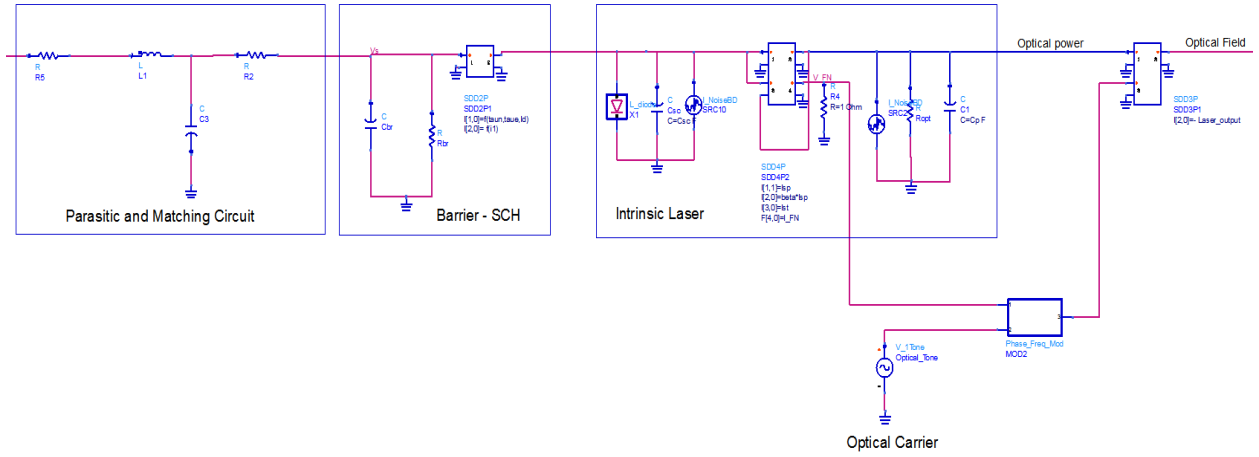 R
R5
L
L1
R
R2
C
C3
Parasitic and Matching Circuit
Vs
C
Cbr
R
Rbr
SDD2P
SDD2P1
I[1,0]=f(taun,taue,Id)
I[2,0]= f(i1)
Barrier - SCH
L_diode
X1
C
Csc
C=Csc F
I_NoiseBD
SRC10
V_FN
R
R4
R=1 Ohm
SDD4P
SDD4P2
I[1,1]=Isp
I[2,0]=beta*Isp
I[3,0]=Ist
F[4,0]=I_FN
I_NoiseBD
SRC2
R
Ropt
C
C1
C=Cp F
Intrinsic Laser
Optical power
Optical Field
SDD3P
SDD3P1
I[2,0]=- Laser_output
Phase_Freq_Mod
MOD2
1
2
3
V_1Tone
Optical_Tone
Optical Carrier